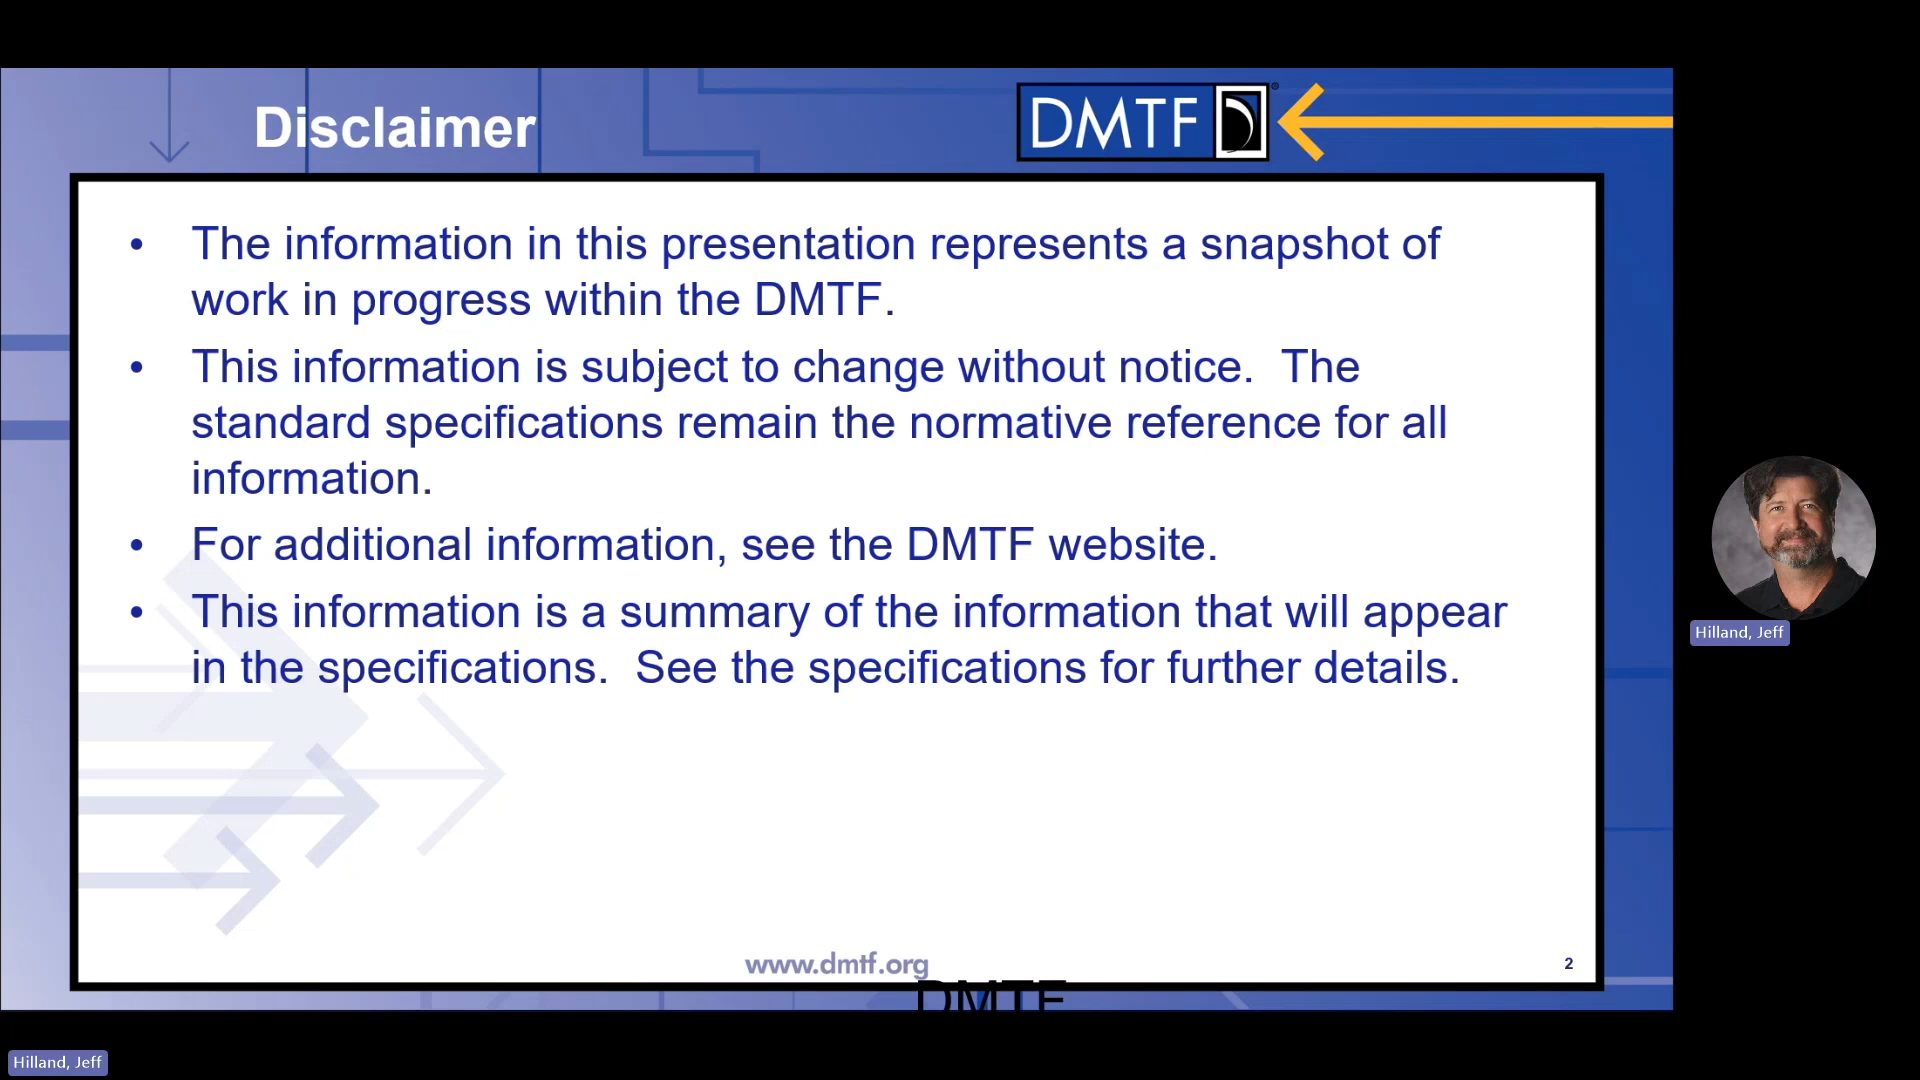 Disclaimer
DMTF
• The information in this presentation represents a snapshot of
work in progress within the DMTF.
• This information is subject to change without notice.  The
standard specifications remain the normative reference for all
information.
• For additional information, see the DMTF website.
• This information is a summary of the information that will appear
in the specifications.  See the specifications for further details.
www.dmtf.org
2
DMTF
Hilland, Jeff
Hilland, Jeff